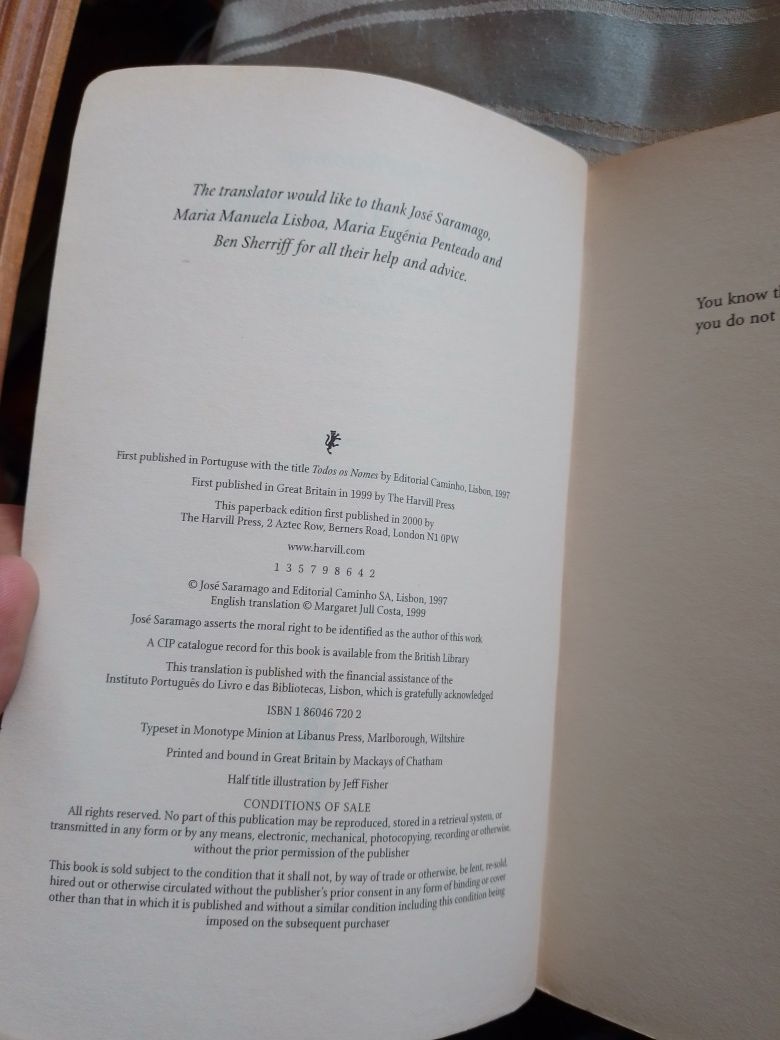 The translator would like to thank José Saramago,
Maria Manuela Lisboa, Maria Eugénia Penteado and
Ben Sherriff for all their help and advice.
First published in Portuguse with the title Todos os Nomes by Editorial Caminho, Lisbon, 1997
First published in Great Britain in 1999 by The Harvill Press
This paperback edition first published in 2000 by
The Harvill Press, 2 Aztec Row, Berners Road, London N1 0PW
www.harvill.com
1 3 5 7 9 8 6 4 2
© José Saramago and Editorial Caminho SA, Lisbon, 1997
English translation © Margaret Jull Costa, 1999
José Saramago asserts the moral right to be identified as the author of this work
A CIP catalogue record for this book is available from the British Library
This translation is published with the financial assistance of the
Instituto Português do Livro e das Bibliotecas, Lisbon, which is gratefully acknowledged
ISBN 1 86046 720 2
Typeset in Monotype Minion at Libanus Press, Marlborough, Wiltshire
Printed and bound in Great Britain by Mackays of Chatham
Half title illustration by Jeff Fisher
CONDITIONS OF SALE
All rights reserved. No part of this publication may be reproduced, stored in a retrieval system, or
transmitted in any form or by any means, electronic, mechanical, photocopying, recording or otherwise,
without the prior permission of the publisher
This book is sold subject to the condition that it shall not, by way of trade or otherwise, be lent, re-sold,
hired out or otherwise circulated without the publisher's prior consent in any form of binding or cover
other than that in which it is published and without a similar condition including this condition being
imposed on the subsequent purchaser
You know
you do not